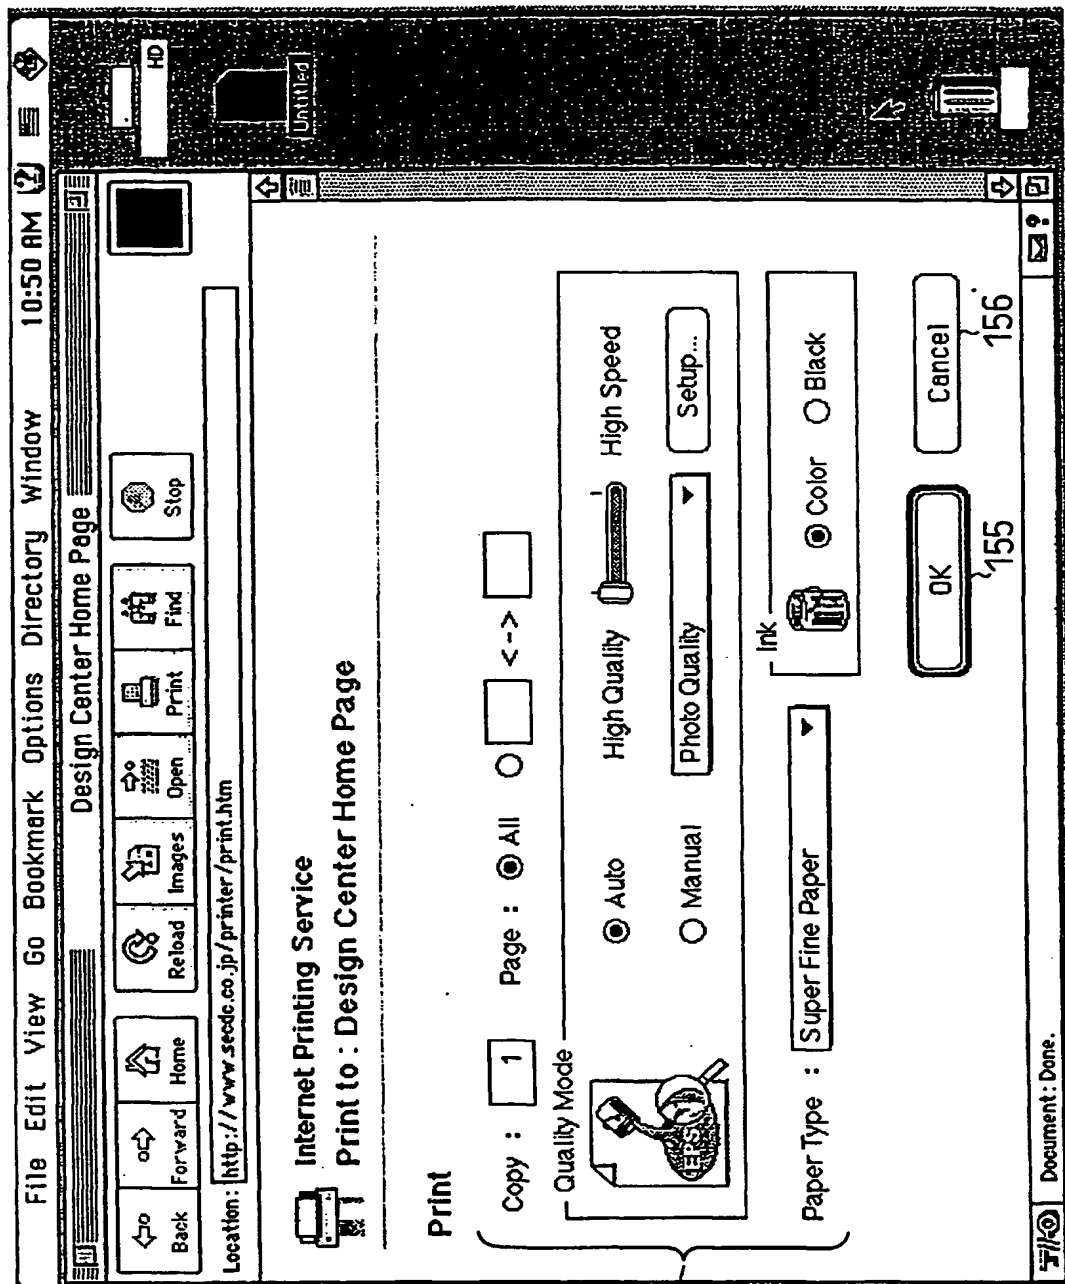 File Edit View Go Bookmark Options Directory Window 10:50 AM ?
HD
Untitled
Design Center Home Page
Back Forward Home Reload Images Open Print Find Stop
Location: http://www.secdc.co.jp/printer/print.htm
Internet Printing Service
Print to : Design Center Home Page
Print
Copy : 1 Page : All <->
Quality Mode
Auto High Quality High Speed
Manual Photo Quality Setup...
EPS
Paper Type : Super Fine Paper
Ink
Color Black
OK Cancel
155 156
Document: Done. ?